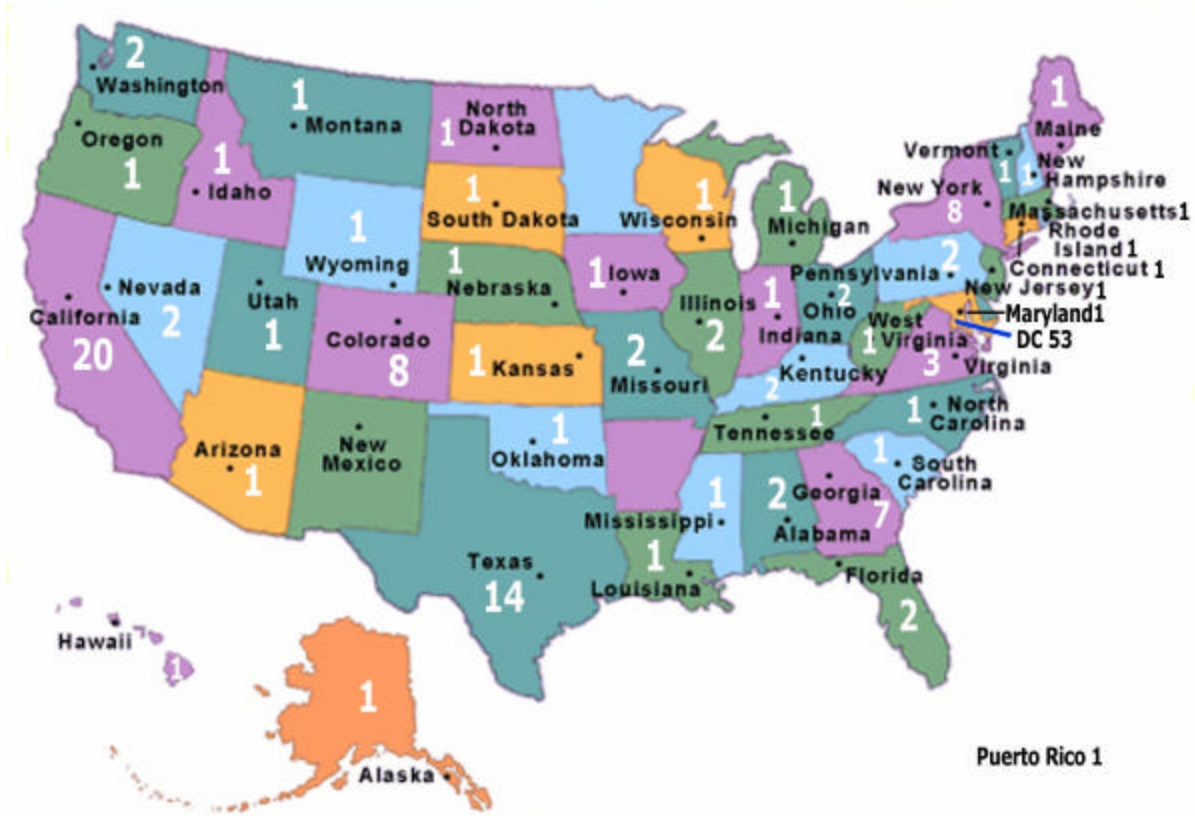 2
Washington
1
Montana
North
Dakota
1
1
Maine
Oregon
1
1
Idaho
Vermont
1
New
Hampshire
1
New York
8
Massachusetts1
Rhode
Island 1
Connecticut 1
New Jersey1
Maryland1
DC 53
1
South Dakota
1
Wisconsin
1
Michigan
1
Wyoming
1
Nebraska
1 Iowa
Pennsylvania
2
Nevada
2
Utah
1
California
20
Colorado
8
1 Kansas
2
Missouri
Illinois
2
1
Indiana
Ohio
2
West
Virginia
1
3
Virginia
Kentucky
2
Tennessee
1
1
North
Carolina
1
South
Carolina
Arizona
1
New
Mexico
1
Oklahoma
Texas
14
1
Mississippi
2
Alabama
Georgia
7
1
Louisiana
Florida
2
Hawaii
1
1
Alaska
Puerto Rico 1